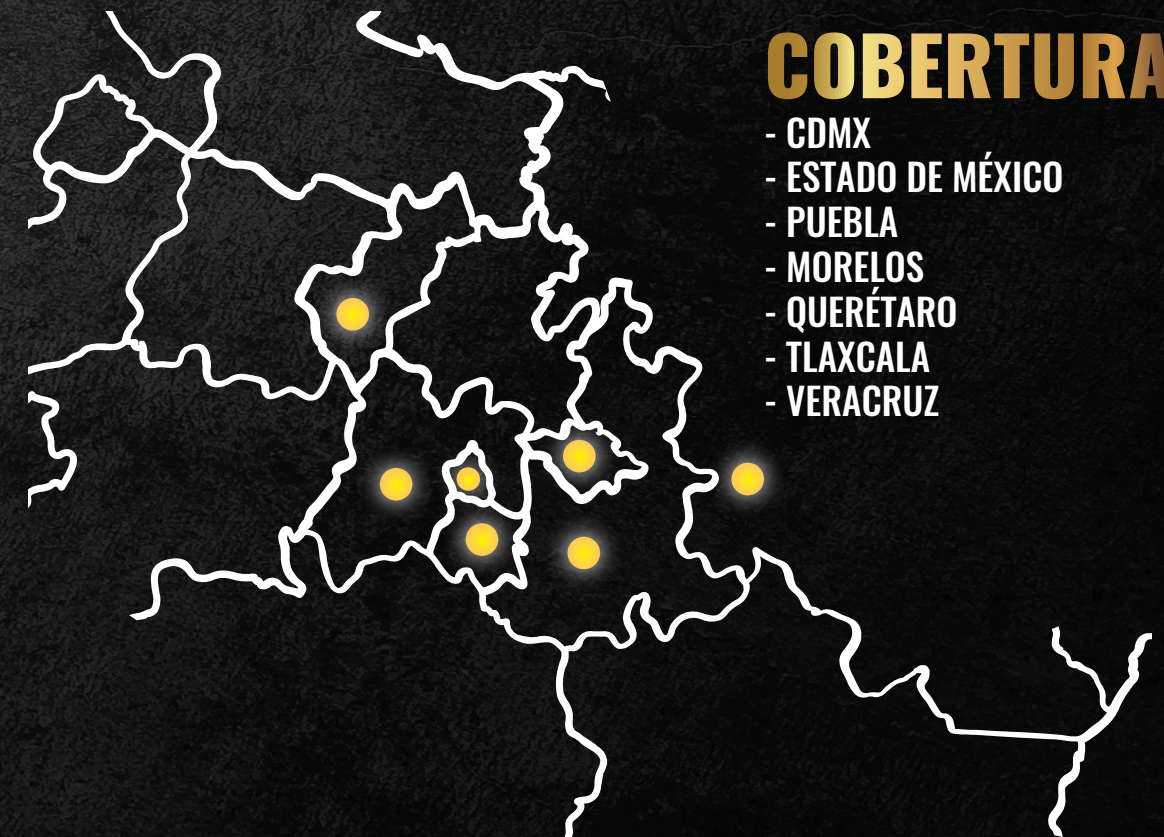 COBERTURA
- CDMX
- ESTADO DE MÉXICO
- PUEBLA
- MORELOS
- QUERÉTARO
- TLAXCALA
- VERACRUZ